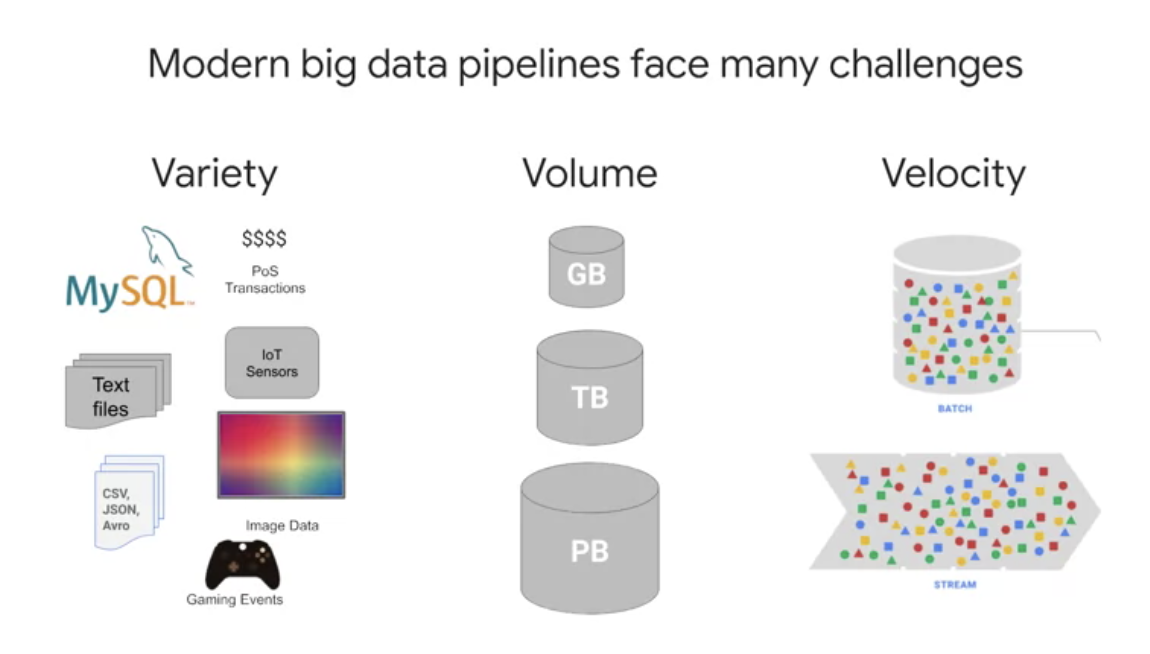 Modern big data pipelines face many challenges
Variety
MySQL™
$$$$
PoS
Transactions
Text
files
IoT
Sensors
CSV,
JSON,
Avro
Image Data
Gaming Events
Volume
GB
TB
PB
Velocity
BATCH
STREAM